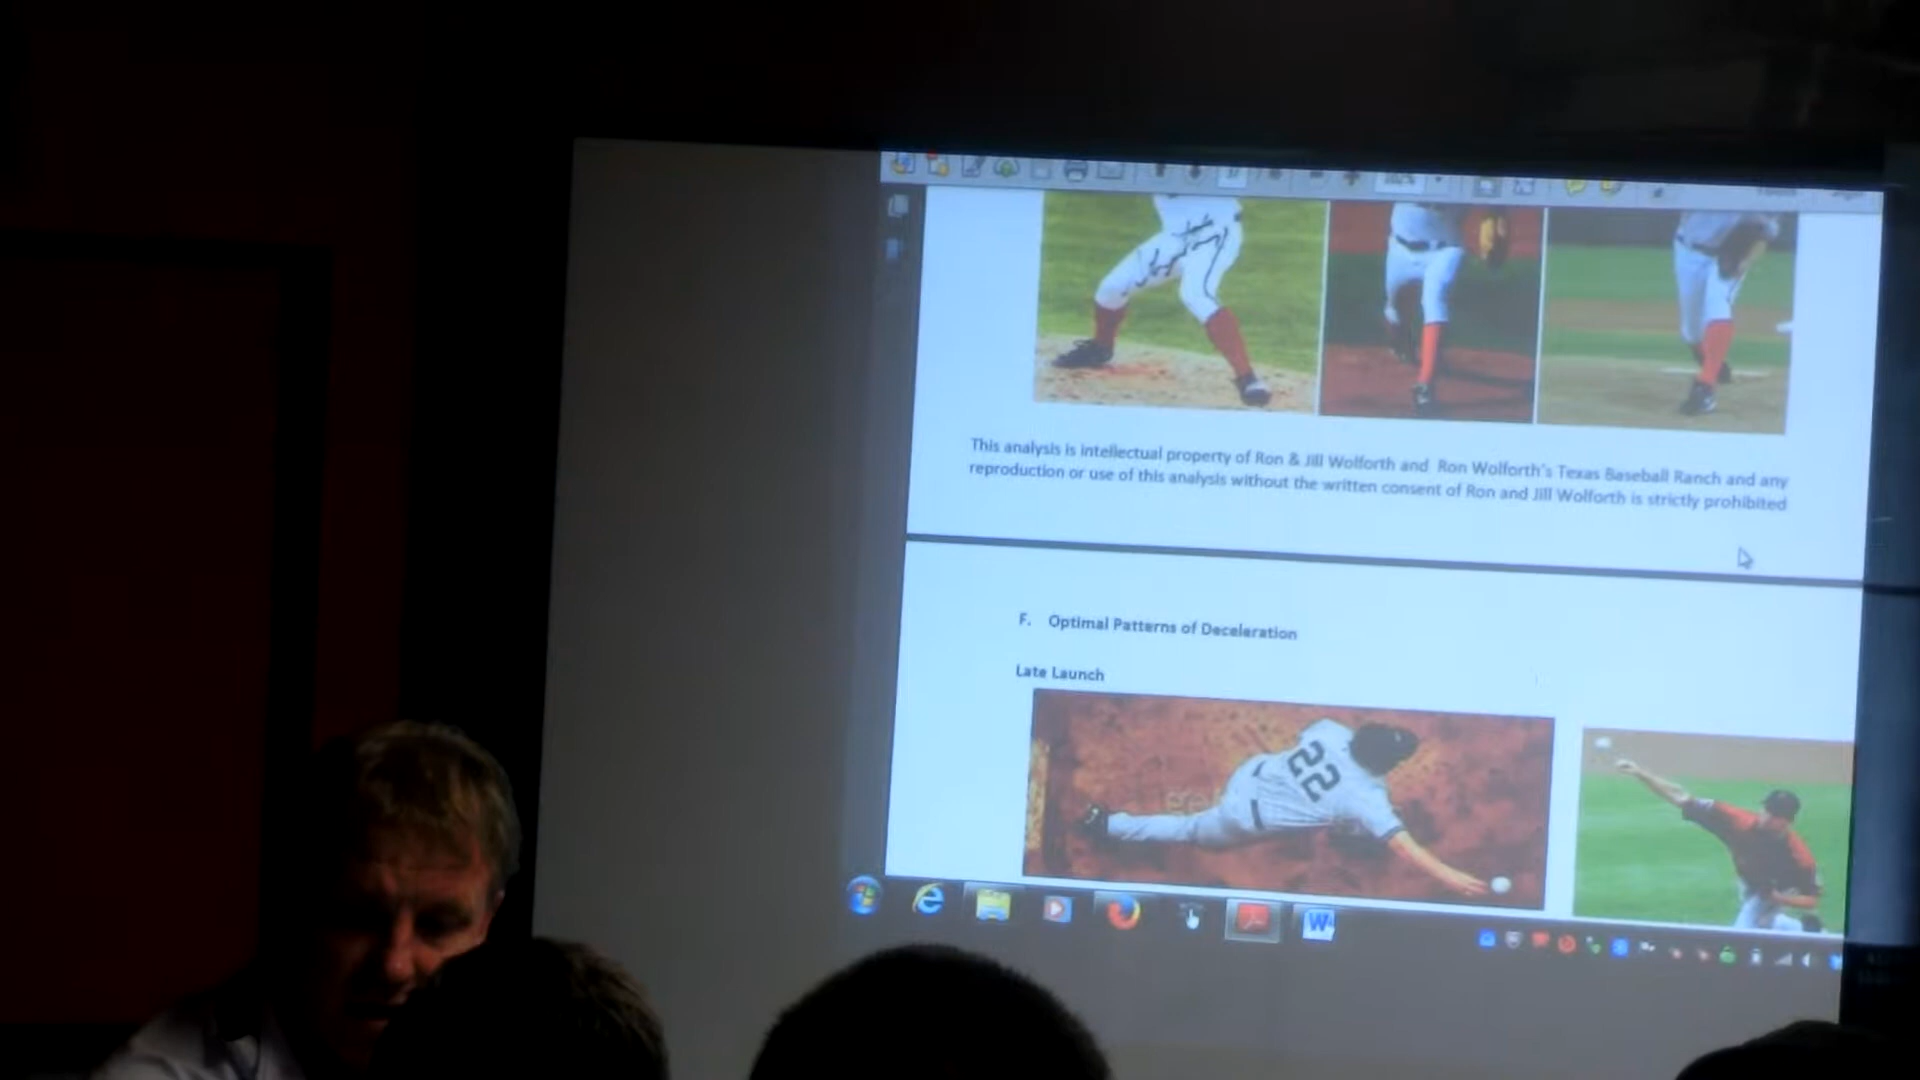 This analysis is intellectual property of Ron & Jill Wolforth and Ron Wolforth's Texas Baseball Ranch and any
reproduction or use of this analysis without the written consent of Ron and Jill Wolforth is strictly prohibited
F. Optimal Patterns of Deceleration
Late Launch
22
W